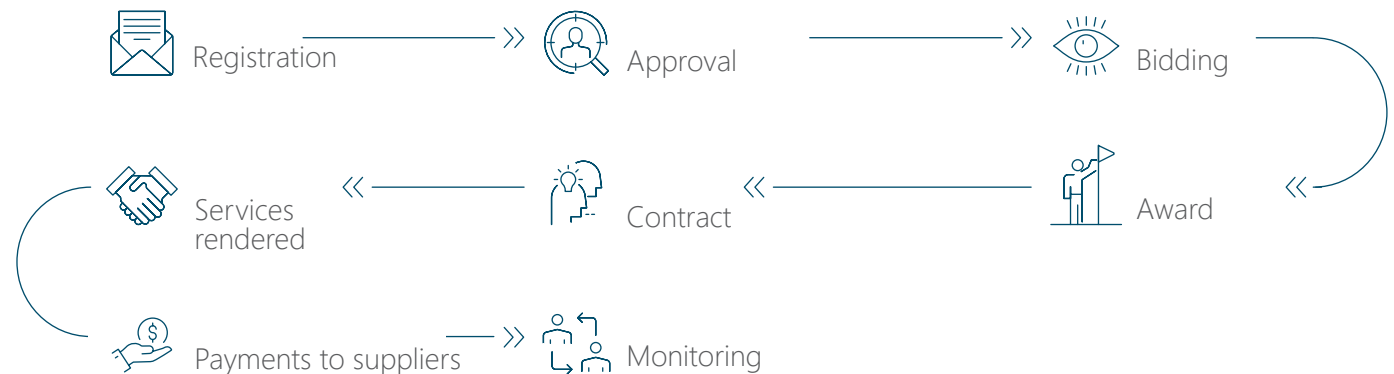 Registration
Approval
Bidding
Award
Contract
Services
rendered
Payments to suppliers
Monitoring